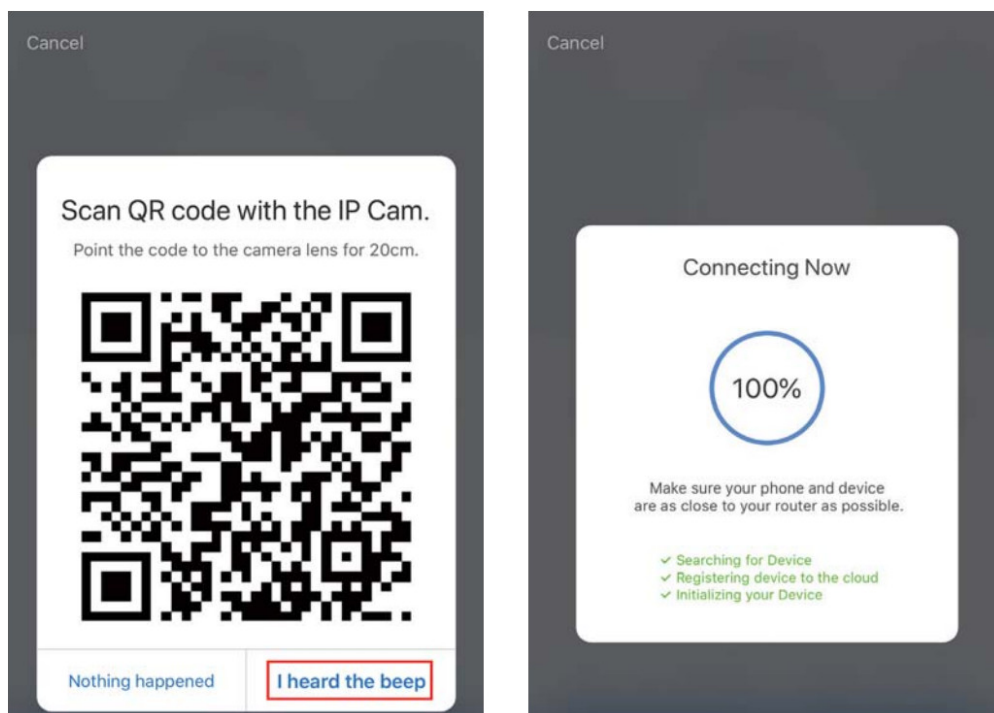 Cancel
Scan QR code with the IP Cam.
Point the code to the camera lens for 20cm.
Nothing happened
I heard the beep
Cancel
Connecting Now
100%
Make sure your phone and device
are as close to your router as possible.
✓ Searching for Device
✓ Registering device to the cloud
✓ Initializing your Device